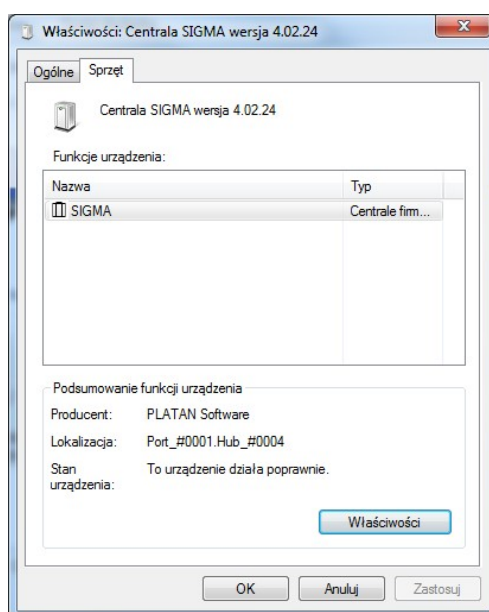 Właściwości: Centrala SIGMA wersja 4.02.24
Ogólne Sprzęt
Centrala SIGMA wersja 4.02.24
Funkcje urządzenia:
Nazwa Typ
SIGMA Centrale firm...
Podsumowanie funkcji urządzenia
Producent: PLATAN Software
Lokalizacja: Port_#0001.Hub_#0004
Stan To urządzenie działa poprawnie.
urządzenia:
Właściwości
OK Anuluj Zastosuj